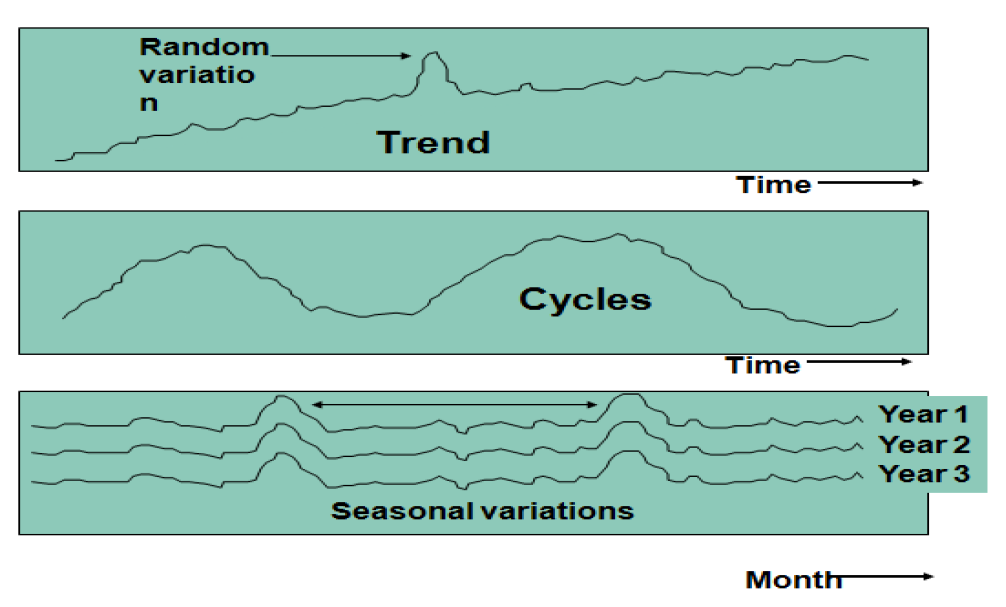 Random
variatio
n
Trend
Time
Cycles
Time
Year 1
Year 2
Year 3
Seasonal variations
Month